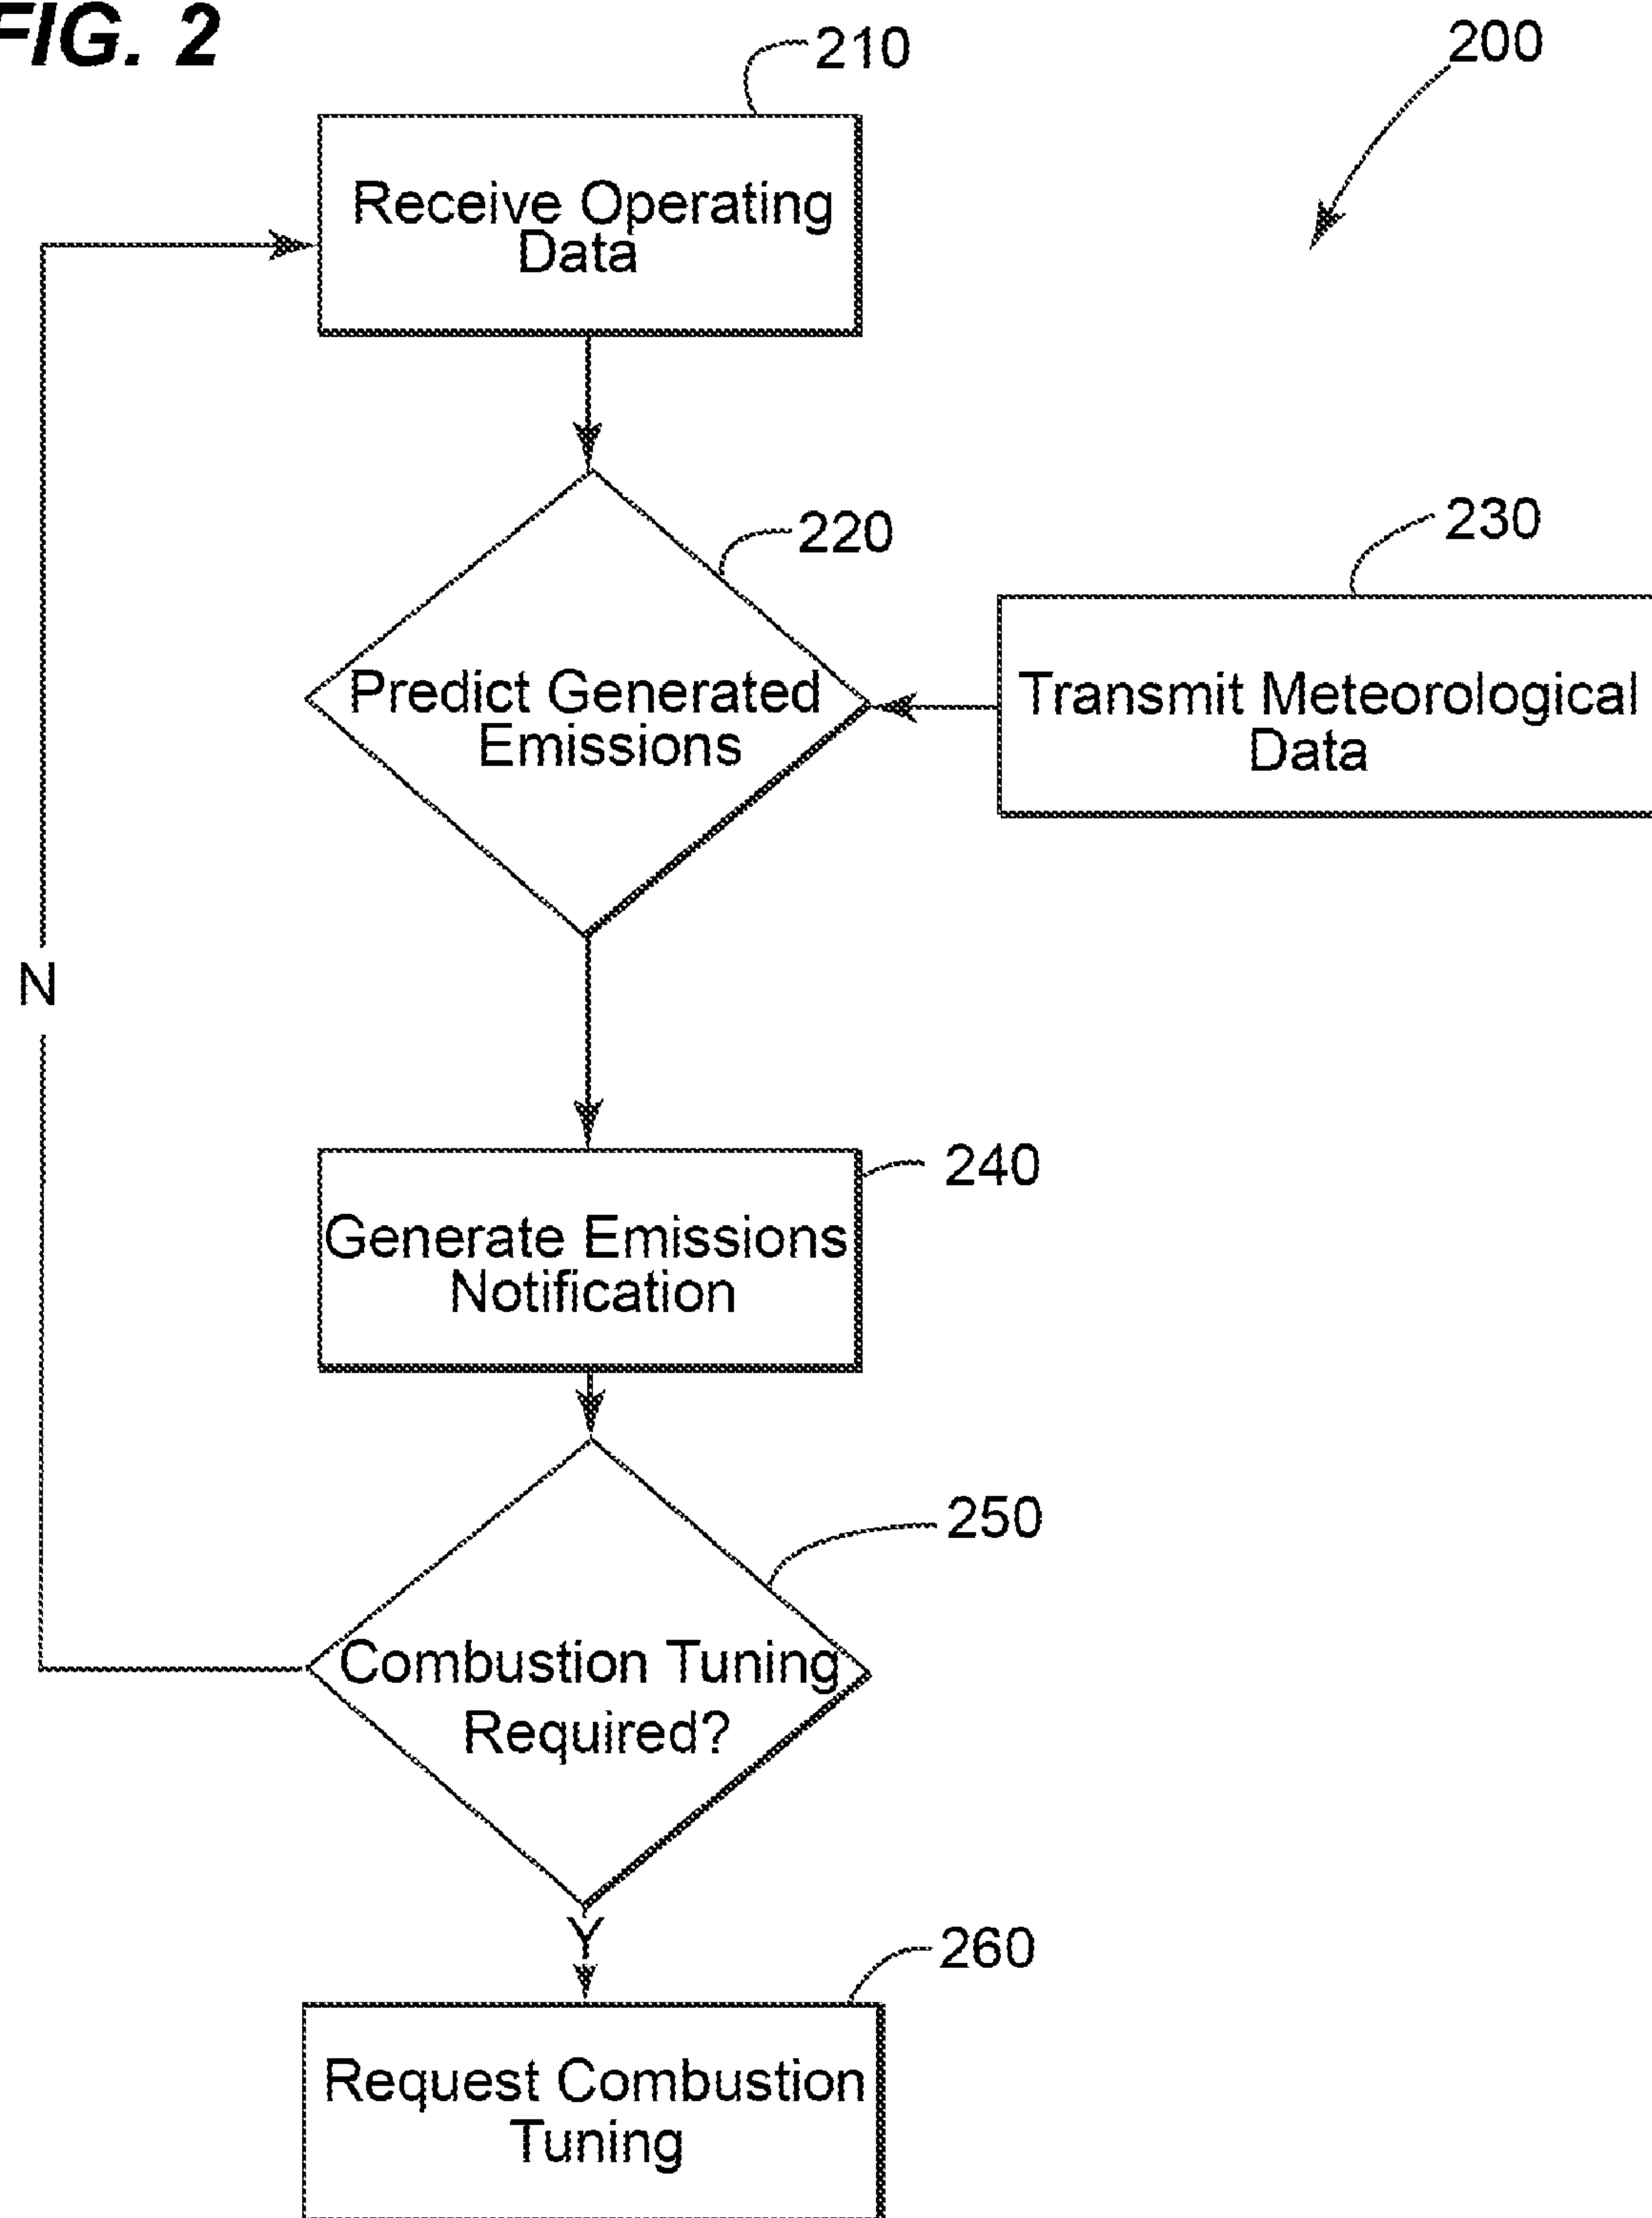 FIG. 2
210
200
Receive Operating
Data
220
230
Predict Generated
Emissions
Transmit Meteorological
Data
N
240
Generate Emissions
Notification
250
Combustion Tuning
Required?
Y
260
Request Combustion
Tuning